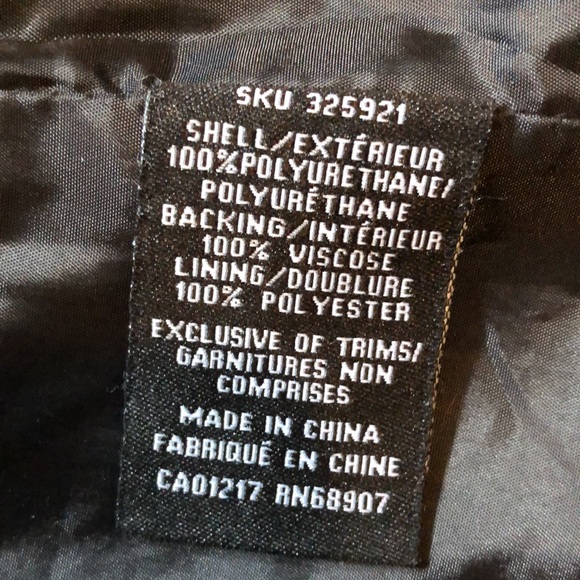 SKU 325921
SHELL/EXTÉRIEUR
100%POLYURETHANE/
POLYURÉTHANE
BACKING/INTÉRIEUR
100% VISCOSE
LINING/DOUBLURE
100% POLYESTER
EXCLUSIVE OF TRIMS/
GARNITURES NON
COMPRISES
MADE IN CHINA
FABRIQUÉ EN CHINE
CA01217 RN68907